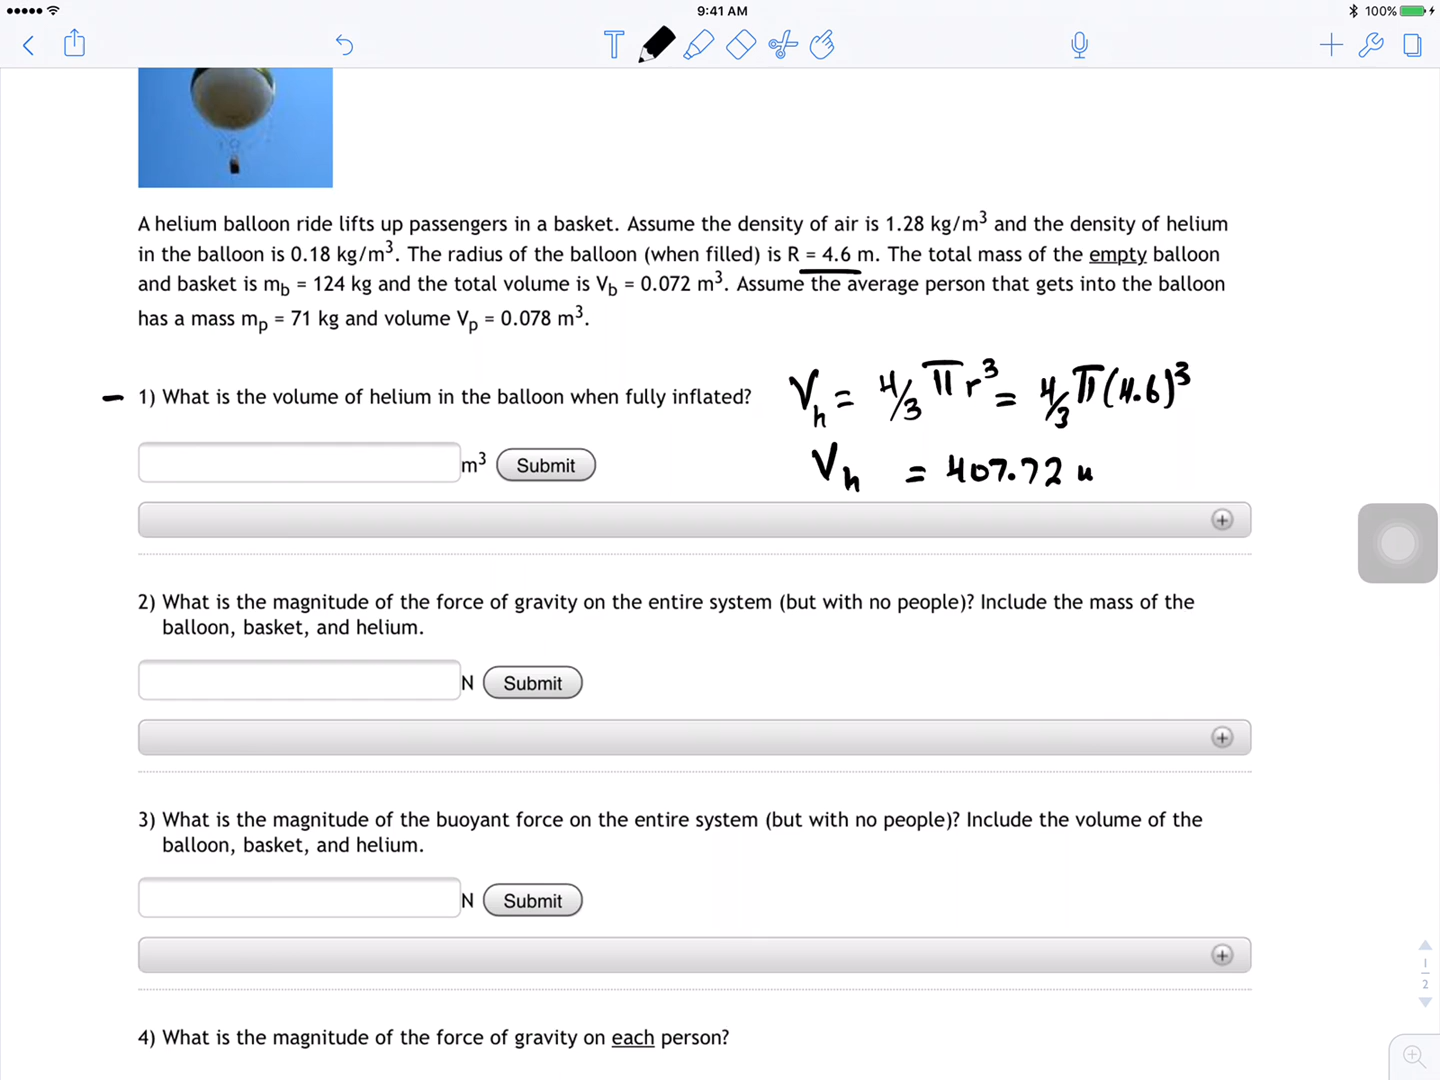 9:41 AM
100%
T
A helium balloon ride lifts up passengers in a basket. Assume the density of air is 1.28 kg/m³ and the density of helium
in the balloon is 0.18 kg/m³. The radius of the balloon (when filled) is R = 4.6 m. The total mass of the empty balloon
and basket is m_b = 124 kg and the total volume is V_b = 0.072 m³. Assume the average person that gets into the balloon
has a mass m_p = 71 kg and volume V_p = 0.078 m³.
1) What is the volume of helium in the balloon when fully inflated?
V_h = 4/3 π r³ = 4/3 π (4.6)³
m³ Submit
V_h = 407.72
2) What is the magnitude of the force of gravity on the entire system (but with no people)? Include the mass of the
balloon, basket, and helium.
N Submit
3) What is the magnitude of the buoyant force on the entire system (but with no people)? Include the volume of the
balloon, basket, and helium.
N Submit
1
2
4) What is the magnitude of the force of gravity on each person?